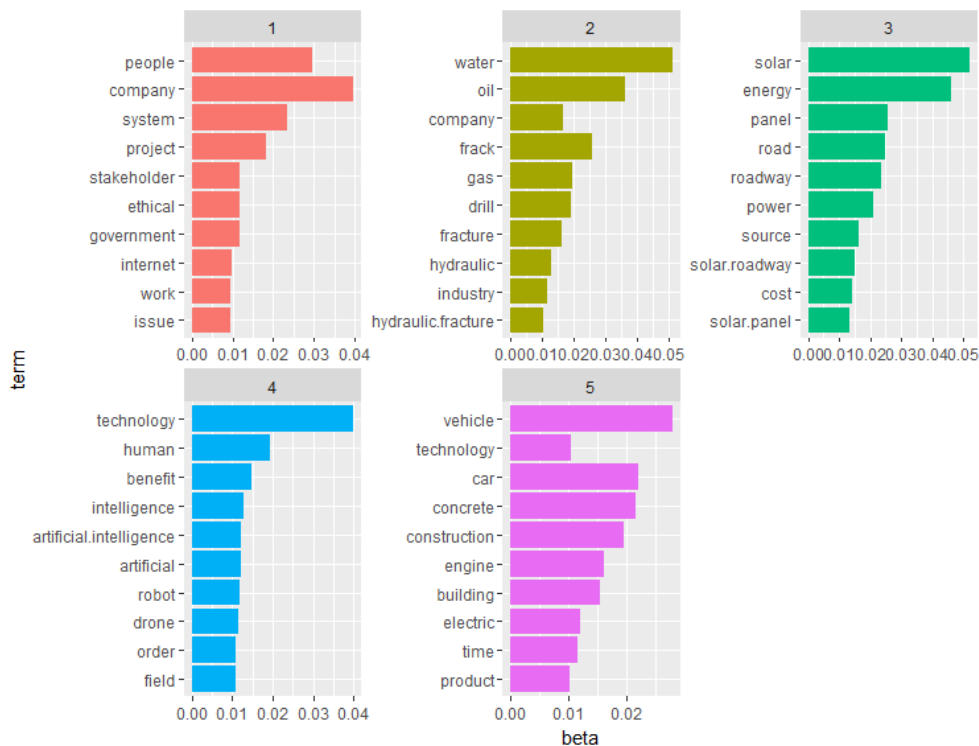 1
people
company
system
project
stakeholder
ethical
government
internet
work
issue
0.00 0.01 0.02 0.03 0.04
2
water
oil
company
frack
gas
drill
fracture
hydraulic
industry
hydraulic.fracture
0.000.010.020.030.040.05
3
solar
energy
panel
road
roadway
power
source
solar.roadway
cost
solar.panel
0.000.010.020.030.040.05
term
4
technology
human
benefit
intelligence
artificial.intelligence
artificial
robot
drone
order
field
0.00 0.01 0.02 0.03 0.04
5
vehicle
technology
car
concrete
construction
engine
building
electric
time
product
0.00 0.01 0.02
beta